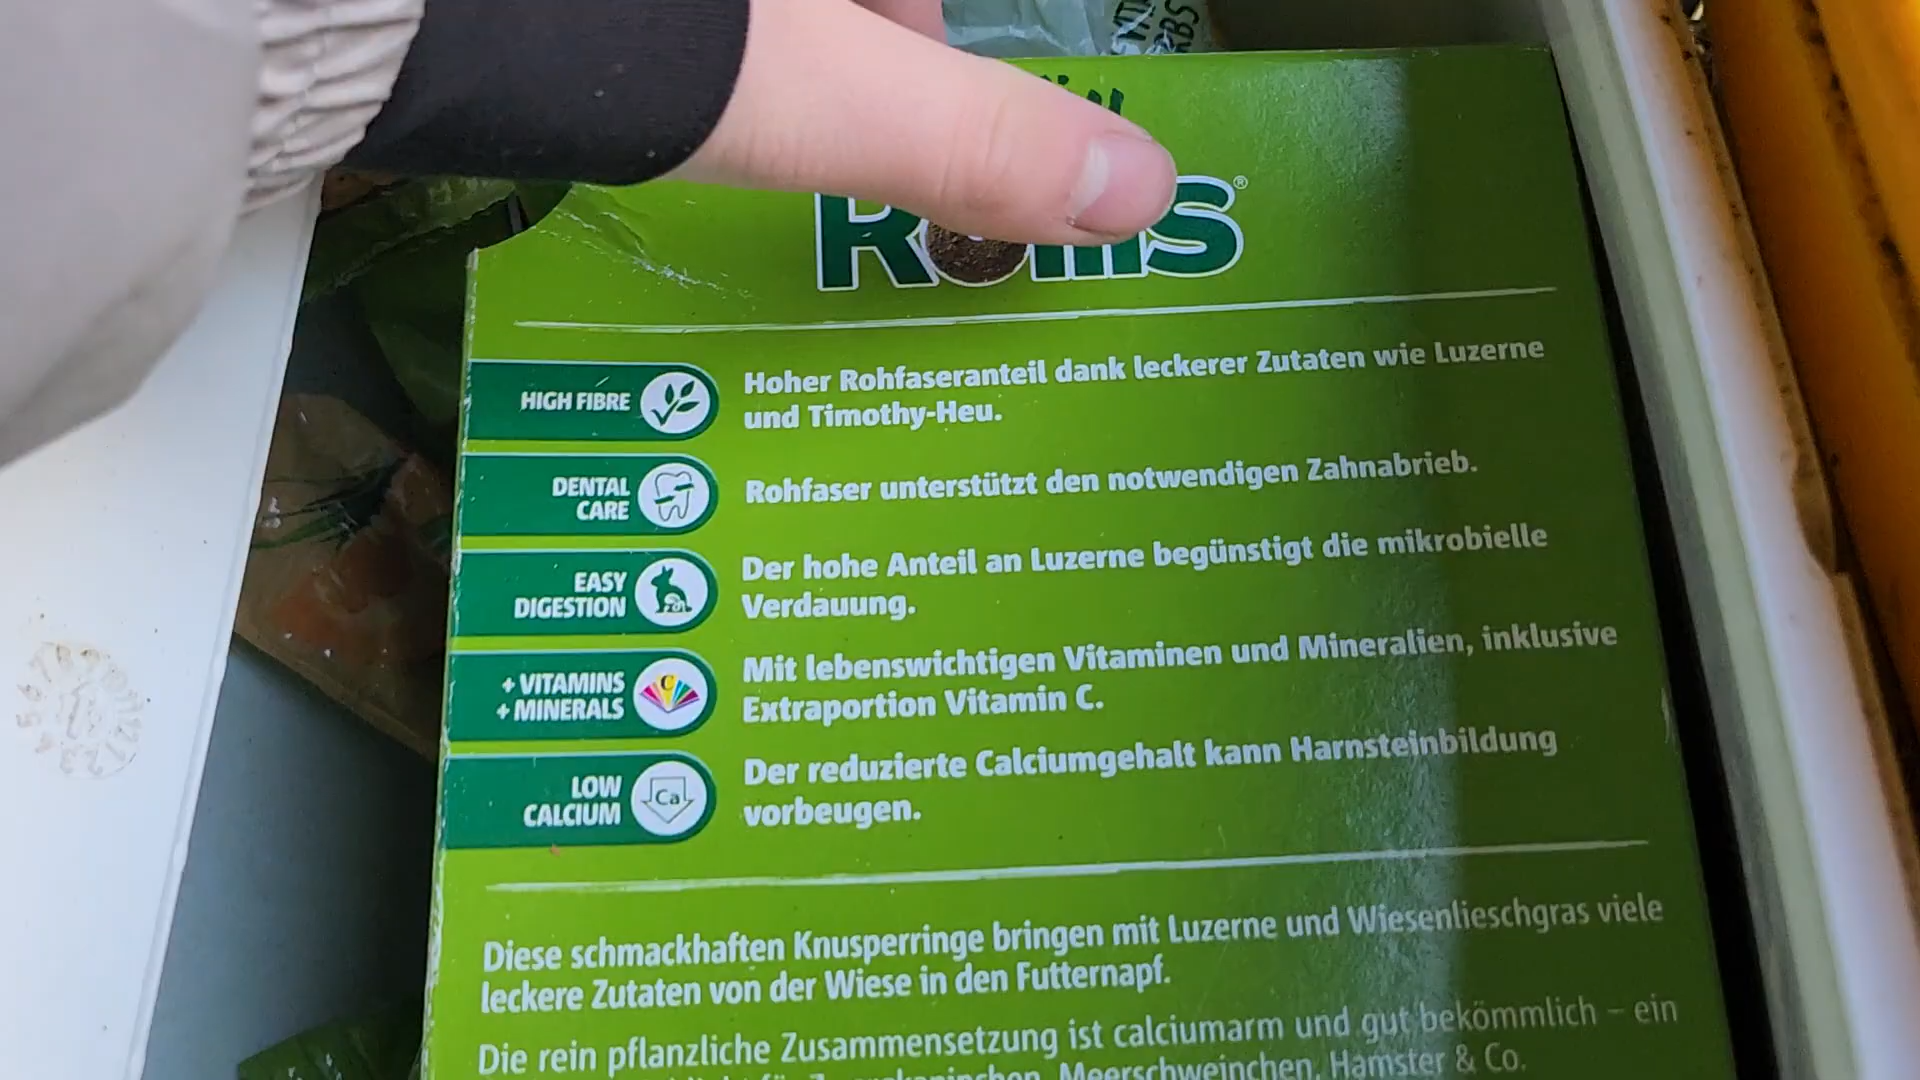 HIGH FIBRE
Hoher Rohfaseranteil dank leckerer Zutaten wie Luzerne
und Timothy-Heu.
DENTAL
CARE
Rohfaser unterstützt den notwendigen Zahnabrieb.
EASY
DIGESTION
Der hohe Anteil an Luzerne begünstigt die mikrobielle
Verdauung.
+ VITAMINS
+ MINERALS
C
Mit lebenswichtigen Vitaminen und Mineralien, inklusive
Extraportion Vitamin C.
LOW
CALCIUM
Ca
Der reduzierte Calciumgehalt kann Harnsteinbildung
vorbeugen.
Diese schmackhaften Knusperringe bringen mit Luzerne und Wiesenlieschgras viele
leckere Zutaten von der Wiese in den Futternapf.
Die rein pflanzliche Zusammensetzung ist calciumarm und gut bekömmlich – ein
Meerschweinchen, Hamster & Co.